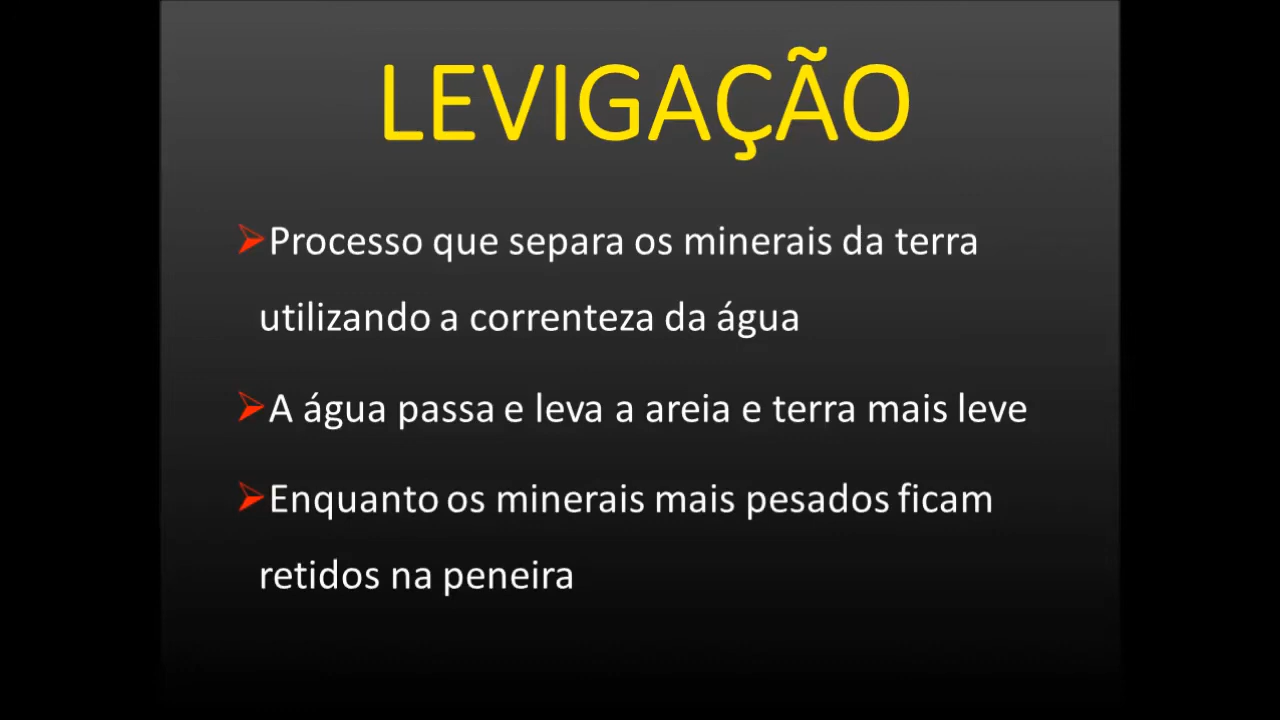 LEVIGAÇÃO
Processo que separa os minerais da terra
utilizando a correnteza da água
A água passa e leva a areia e terra mais leve
Enquanto os minerais mais pesados ficam
retidos na peneira